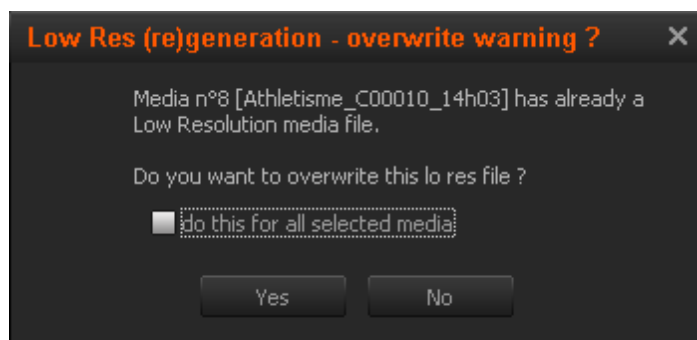 Low Res (re)generation - overwrite warning ?
Media n°8 [Athletisme_C00010_14h03] has already a
Low Resolution media file.
Do you want to overwrite this lo res file ?
do this for all selected media
Yes No